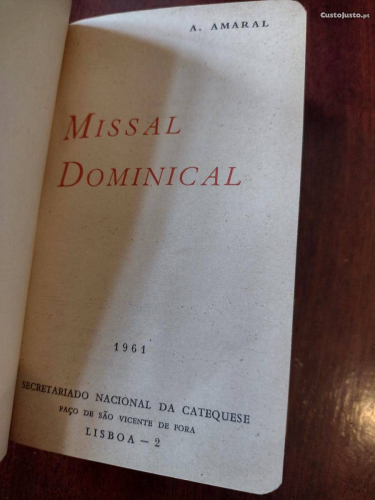 CustoJusto.pt
A. AMARAL
MISSAL
DOMINICAL
1961
SECRETARIADO NACIONAL DA CATEQUESE
PAÇO DE SÃO VICENTE DE FORA
LISBOA — 2